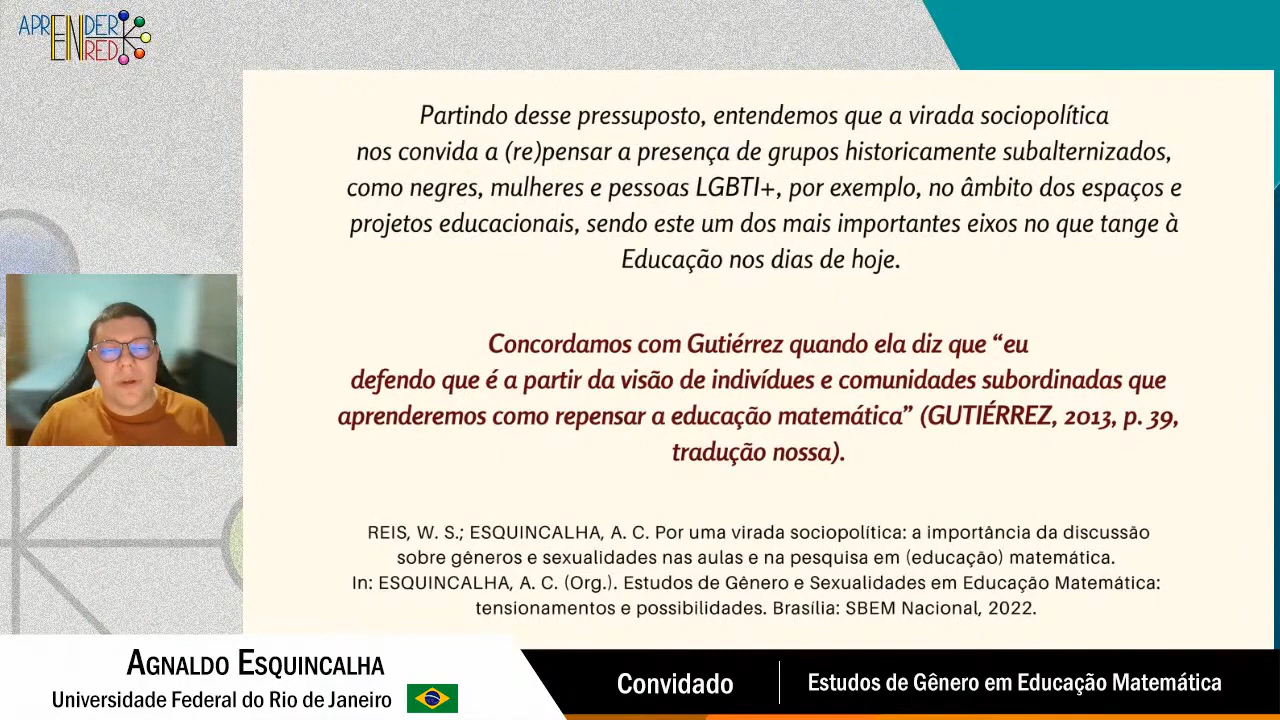 APRENDER
EN RED
Partindo desse pressuposto, entendemos que a virada sociopolítica
nos convida a (re)pensar a presença de grupos historicamente subalternizados,
como negres, mulheres e pessoas LGBTI+, por exemplo, no âmbito dos espaços e
projetos educacionais, sendo este um dos mais importantes eixos no que tange à
Educação nos dias de hoje.
Concordamos com Gutiérrez quando ela diz que “eu
defendo que é a partir da visão de indivídues e comunidades subordinadas que
aprenderemos como repensar a educação matemática” (GUTIÉRREZ, 2013, p. 39,
tradução nossa).
REIS, W. S.; ESQUINCALHA, A. C. Por uma virada sociopolítica: a importância da discussão
sobre gêneros e sexualidades nas aulas e na pesquisa em (educação) matemática.
In: ESQUINCALHA, A. C. (Org.). Estudos de Gênero e Sexualidades em Educação Matemática:
tensionamentos e possibilidades. Brasília: SBEM Nacional, 2022.
AGNALDO ESQUINCALHA
Universidade Federal do Rio de Janeiro
Convidado
Estudos de Gênero em Educação Matemática